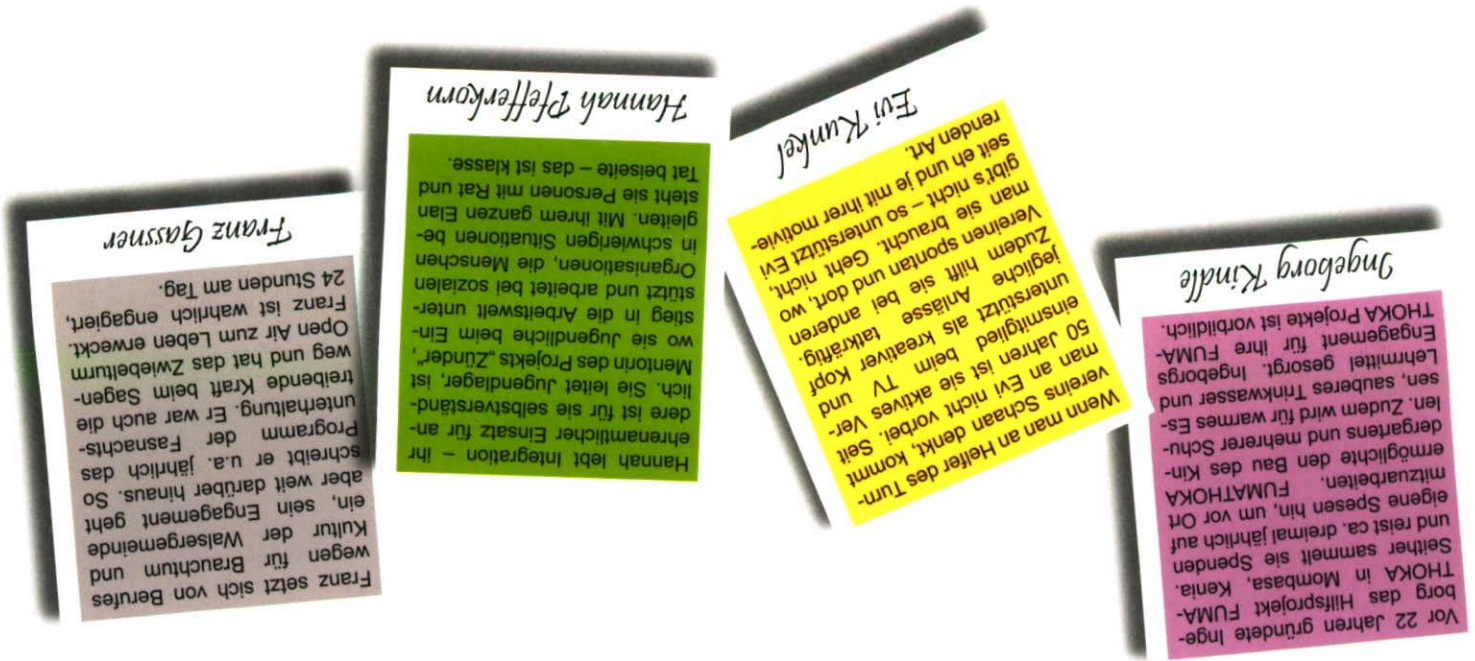 Vor 22 Jahren gründete Inge-
borg das Hilfsprojekt FUMA-
THOKA in Mombasa, Kenia.
Seither sammelt sie Spenden
und reist ca. dreimal jährlich auf
eigene Spesen hin, um vor Ort
mitzuarbeiten. FUMATHOKA
ermöglichte den Bau des Kin-
dergartens und mehrerer Schu-
len. Zudem wird für warmes Es-
sen, sauberes Trinkwasser und
Lehrmittel gesorgt. Ingeborgs
Engagement für ihre FUMA-
THOKA Projekte ist vorbildlich.
Ingeborg Kindle
Wenn man an Helfer des Turn-
vereins Schaan denkt, kommt
man an Evi nicht vorbei. Seit
50 Jahren ist sie aktives Ver-
einsmitglied beim TV und
unterstützt als kreativer Kopf
jegliche Anlässe tatkräftig.
Zudem hilft sie bei anderen
Vereinen spontan und dort, wo
man sie braucht. Geht nicht,
gibt's nicht – so unterstützt Evi
seit eh und je mit ihrer motivie-
renden Art.
Evi Kunkel
Hannah lebt Integration – ihr
ehrenamtlicher Einsatz für an-
dere ist für sie selbstverständ-
lich. Sie leitet Jugendlager, ist
Mentorin des Projekts „Zünder",
wo sie Jugendliche beim Ein-
stieg in die Arbeitswelt unter-
stützt und arbeitet bei sozialen
Organisationen, die Menschen
in schwierigen Situationen be-
gleiten. Mit ihrem ganzen Elan
steht sie Personen mit Rat und
Tat beiseite – das ist klasse.
Hannah Pfefferkorn
Franz setzt sich von Berufes
wegen für Brauchtum und
Kultur der Walsergemeinde
ein, sein Engagement geht
aber weit darüber hinaus. So
schreibt er u.a. jährlich das
Programm der Fasnachts-
unterhaltung. Er war auch die
treibende Kraft beim Sagen-
weg und hat das Zwiebelturm
Open Air zum Leben erweckt.
Franz ist wahrlich engagiert,
24 Stunden am Tag.
Franz Gassner